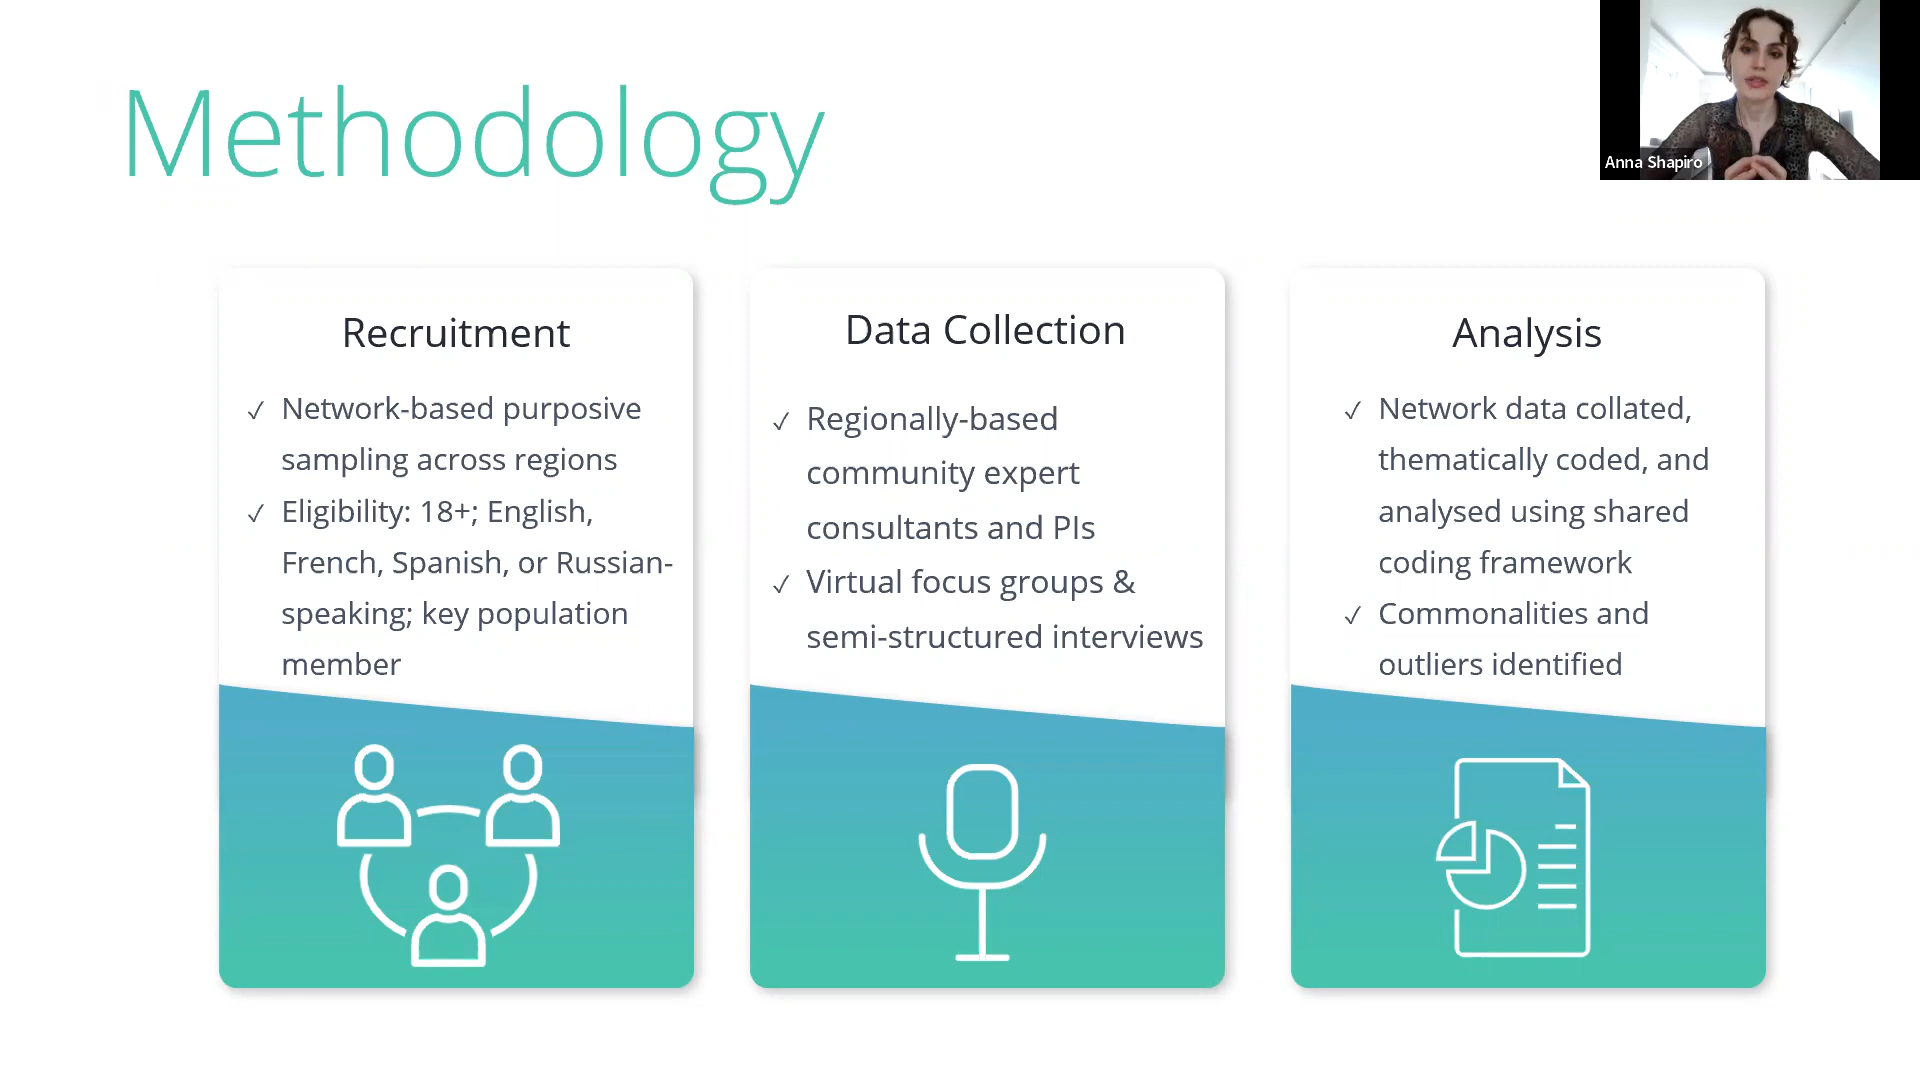 Methodology
Anna Shapiro
Recruitment
✓ Network-based purposive
sampling across regions
✓ Eligibility: 18+; English,
French, Spanish, or Russian-
speaking; key population
member
Data Collection
✓ Regionally-based
community expert
consultants and PIs
✓ Virtual focus groups &
semi-structured interviews
Analysis
✓ Network data collated,
thematically coded, and
analysed using shared
coding framework
✓ Commonalities and
outliers identified